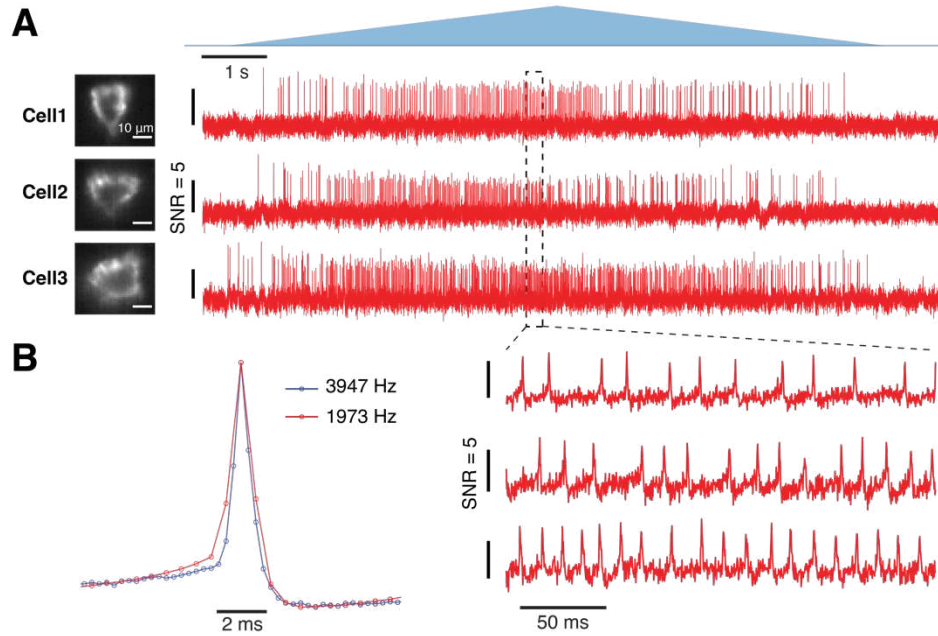 A
1 s
Cell1
10 μm
Cell2
SNR = 5
Cell3
B
3947 Hz
1973 Hz
SNR = 5
2 ms
50 ms